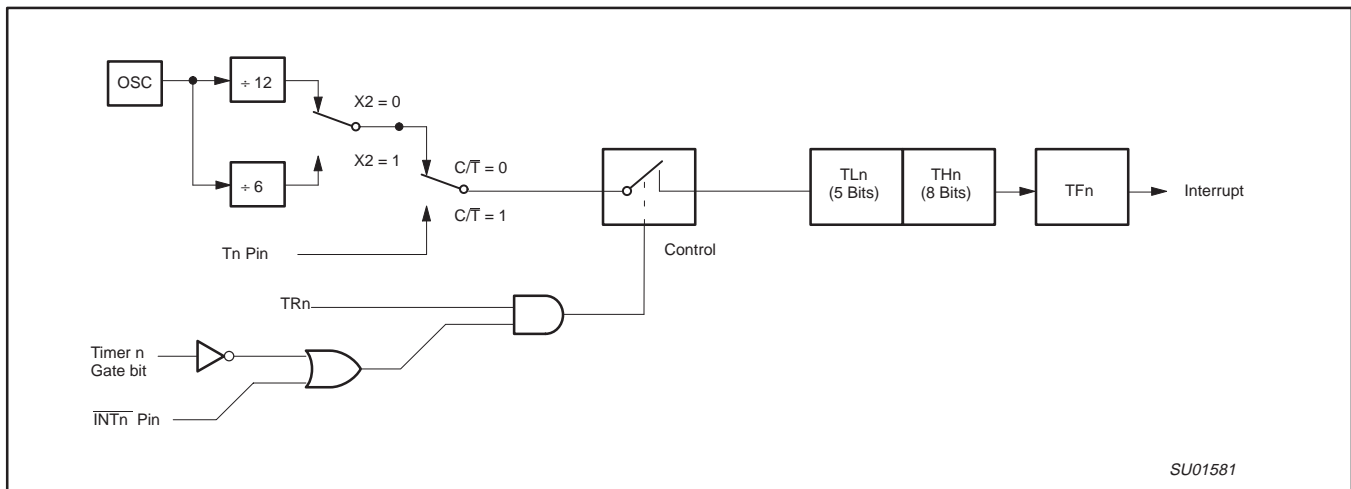 OSC
÷ 12
X2 = 0
X2 = 1
÷ 6
C/T̅ = 0
C/T̅ = 1
Tn Pin
Control
TLn
(5 Bits)
THn
(8 Bits)
TFn
Interrupt
TRn
Timer n
Gate bit
I̅N̅T̅n̅ Pin
SU01581